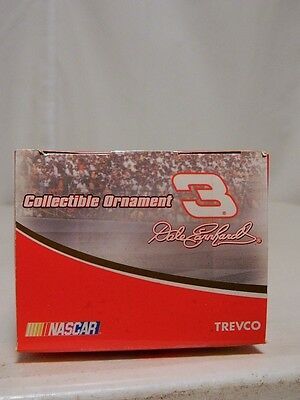 Collectible Ornament 3®
Dale Earnhardt®
NASCAR® TREVCO